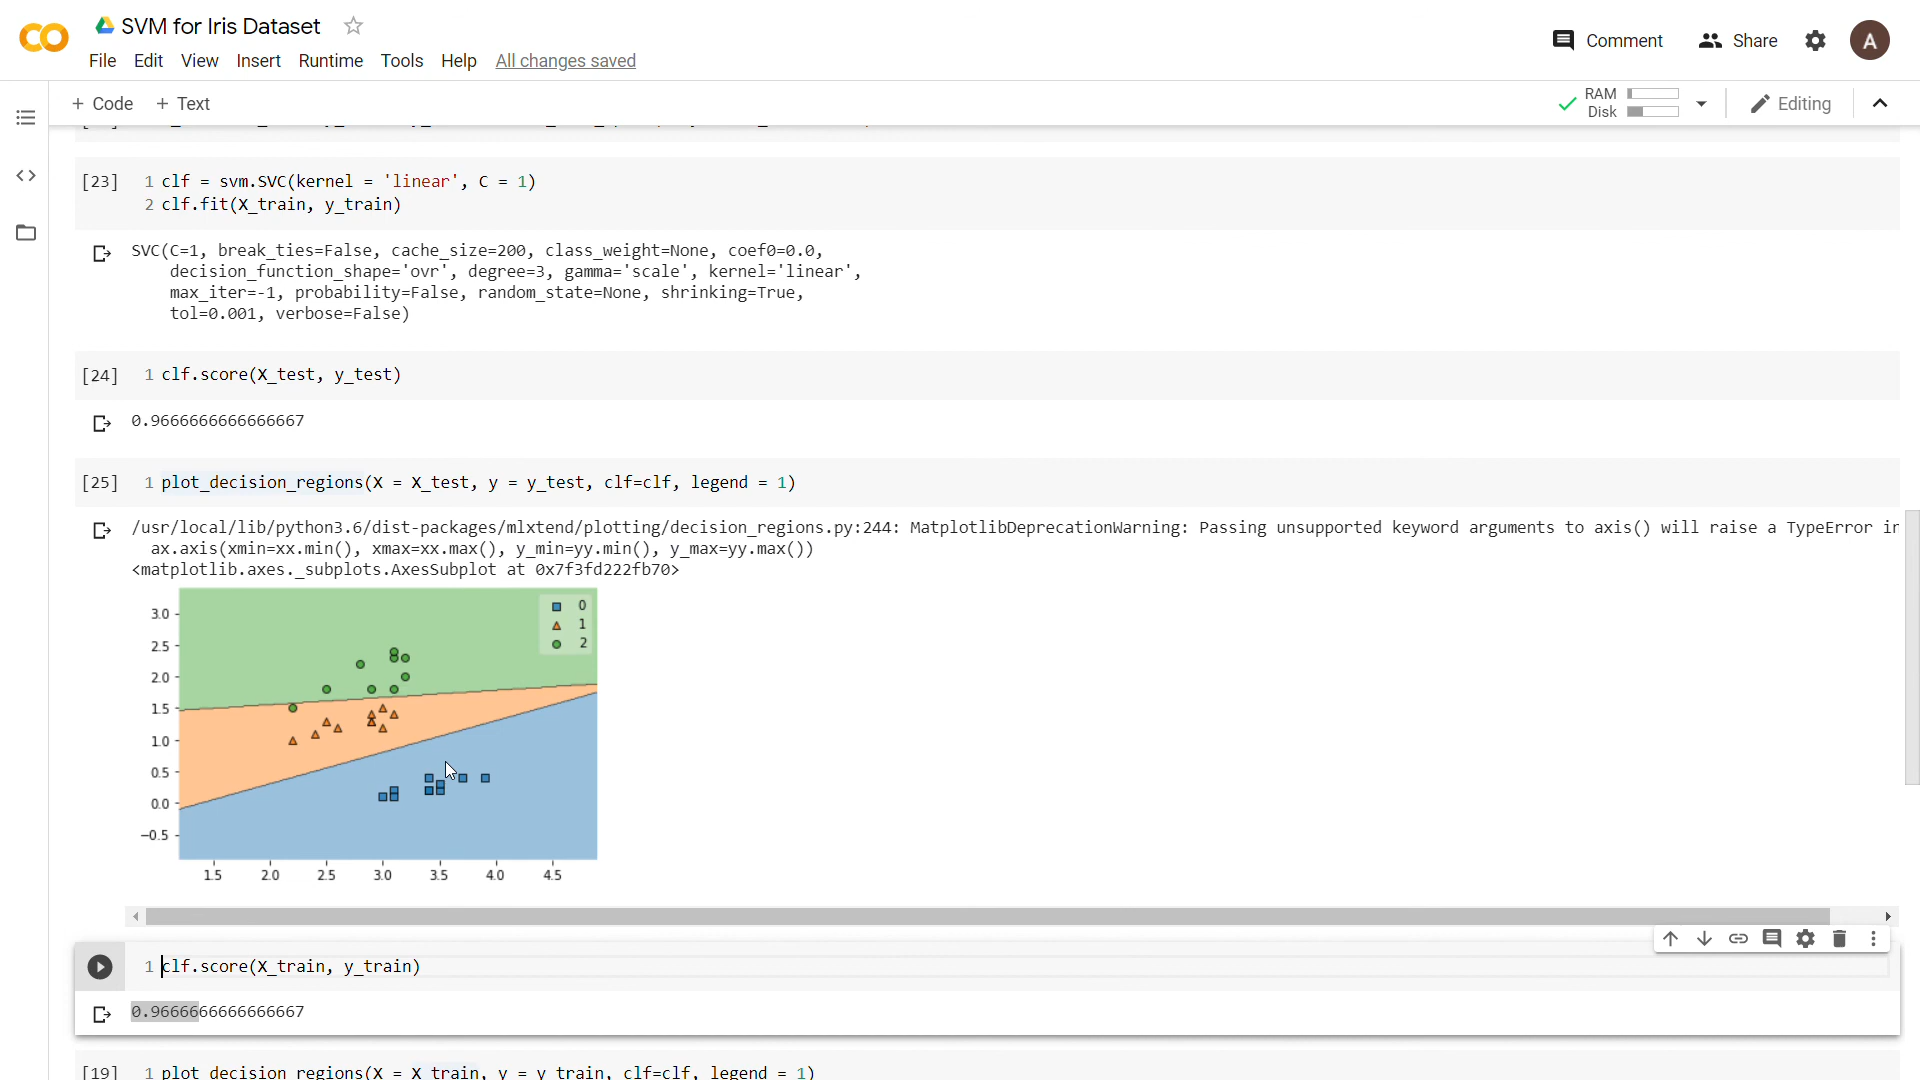 SVM for Iris Dataset
Comment
Share
A
File Edit View Insert Runtime Tools Help All changes saved
+ Code + Text
RAM
Disk
Editing
[23] 1 clf = svm.SVC(kernel = 'linear', C = 1)
2 clf.fit(X_train, y_train)
SVC(C=1, break_ties=False, cache_size=200, class_weight=None, coef0=0.0,
decision_function_shape='ovr', degree=3, gamma='scale', kernel='linear',
max_iter=-1, probability=False, random_state=None, shrinking=True,
tol=0.001, verbose=False)
[24] 1 clf.score(X_test, y_test)
0.9666666666666667
[25] 1 plot_decision_regions(X = X_test, y = y_test, clf=clf, legend = 1)
/usr/local/lib/python3.6/dist-packages/mlxtend/plotting/decision_regions.py:244: MatplotlibDeprecationWarning: Passing unsupported keyword arguments to axis() will raise a TypeError in
ax.axis(xmin=xx.min(), xmax=xx.max(), y_min=yy.min(), y_max=yy.max())
<matplotlib.axes._subplots.AxesSubplot at 0x7f3fd222fb70>
0
1
2
3.0
2.5
2.0
1.5
1.0
0.5
0.0
−0.5
1.5 2.0 2.5 3.0 3.5 4.0 4.5
1 clf.score(X_train, y_train)
0.9666666666666667
[19] 1 plot_decision_regions(X = X_train, y = y_train, clf=clf, legend = 1)